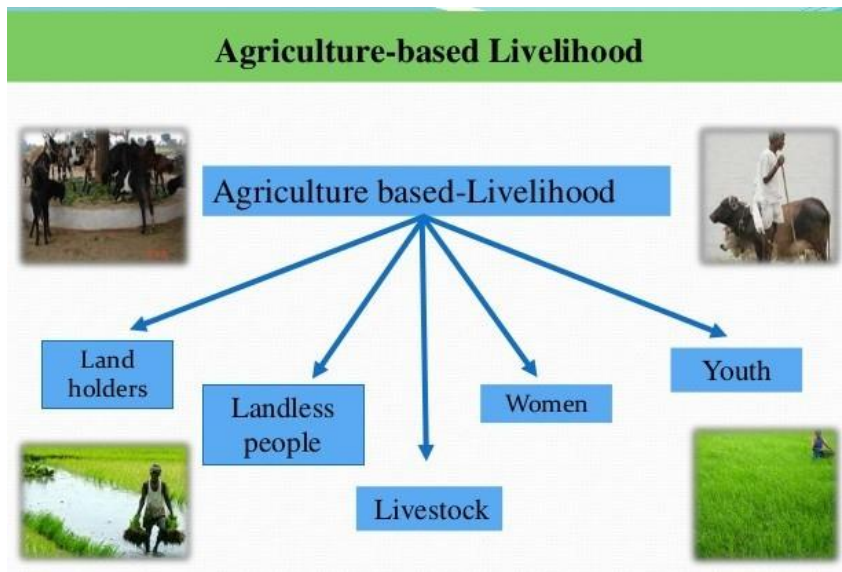 Agriculture-based Livelihood
Agriculture based-Livelihood
Land
holders
Landless
people
Livestock
Women
Youth